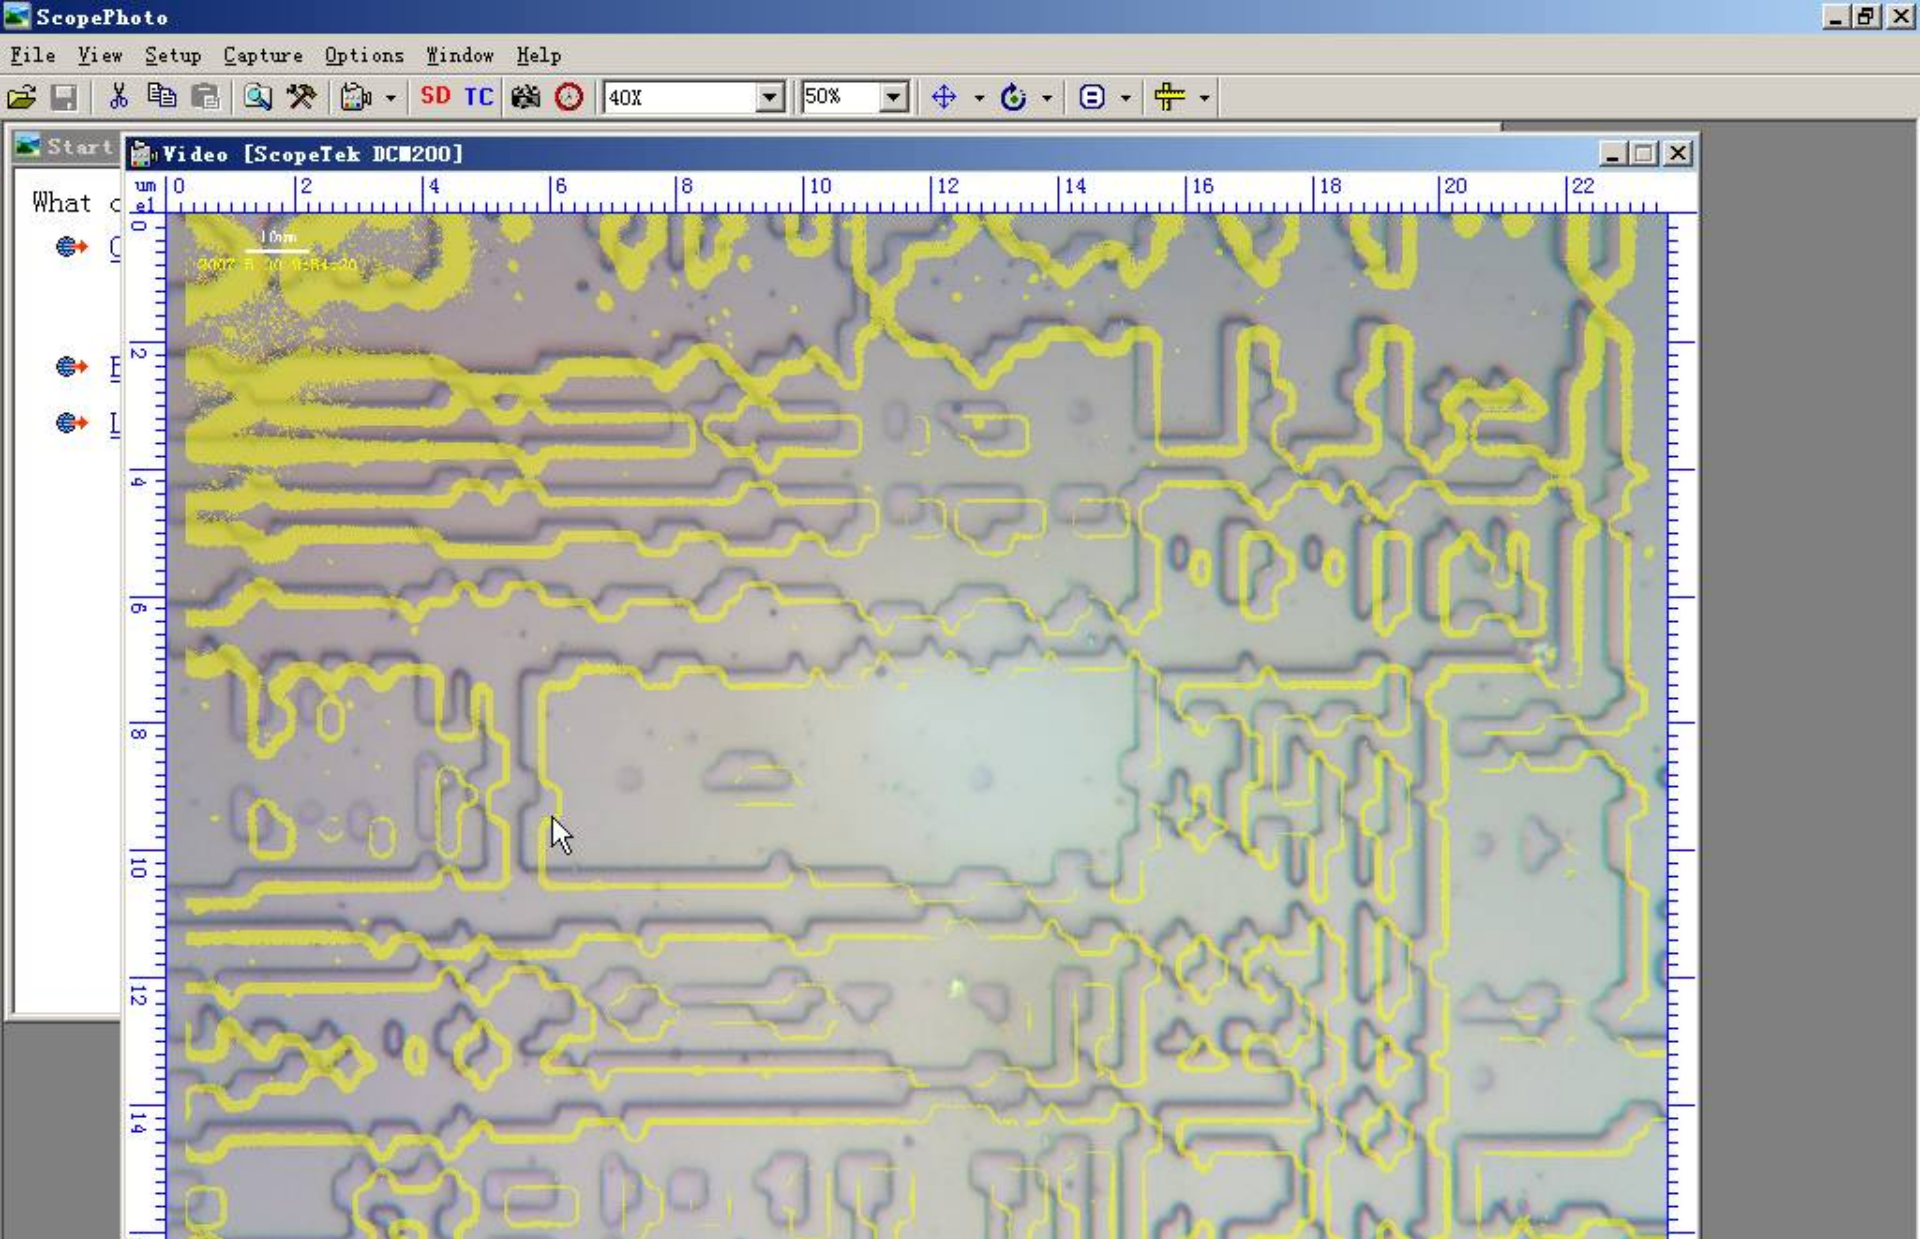 ScopePhoto
File View Setup Capture Options Window Help
SD TC 40X 50%
Start
Video [ScopeTek DCM200]
um 0 2 4 6 8 10 12 14 16 18 20 22
e1
What
0
10um
2
4
6
8
10
12
14